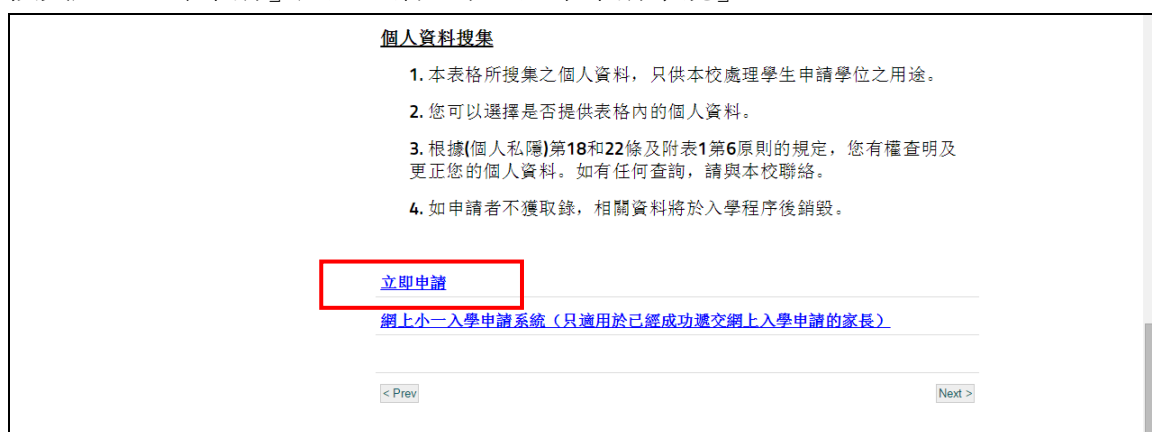 個人資料搜集
1. 本表格所搜集之個人資料，只供本校處理學生申請學位之用途。
2. 您可以選擇是否提供表格內的個人資料。
3. 根據(個人私隱)第18和22條及附表1第6原則的規定，您有權查明及
更正您的個人資料。如有任何查詢，請與本校聯絡。
4. 如申請者不獲取錄，相關資料將於入學程序後銷毀。
立即申請
網上小一入學申請系統（只適用於已經成功遞交網上入學申請的家長）
< Prev
Next >